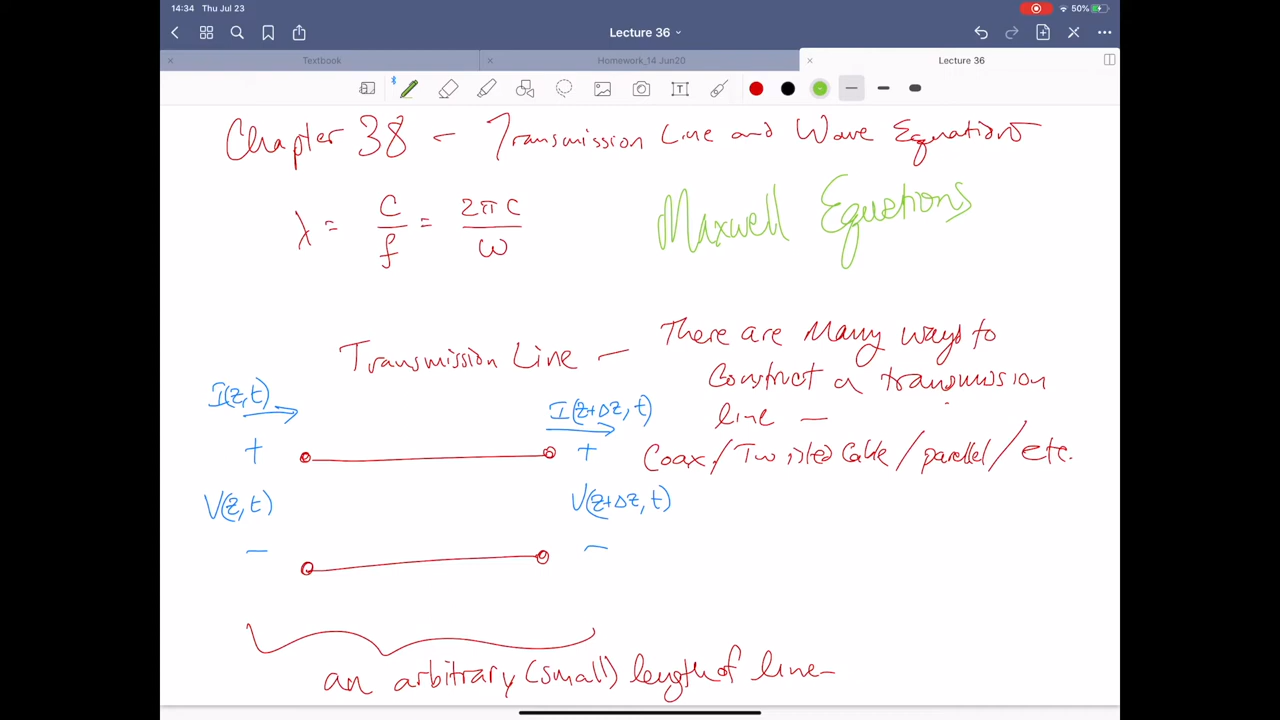 14:34 Thu Jul 23
50%
Lecture 36
Textbook
Homework_14 Jun20
Lecture 36
Chapter 38 - Transmission Line and Wave Equations
λ = C/f = 2πC/ω
Maxwell Equations
Transmission Line — There are Many ways to
construct a transmission
line —
Coax / Twisted Cable / parallel / etc.
I(z,t)
I(z+Δz, t)
+
+
V(z,t)
V(z+Δz, t)
−
−
an arbitrary (small) length of line